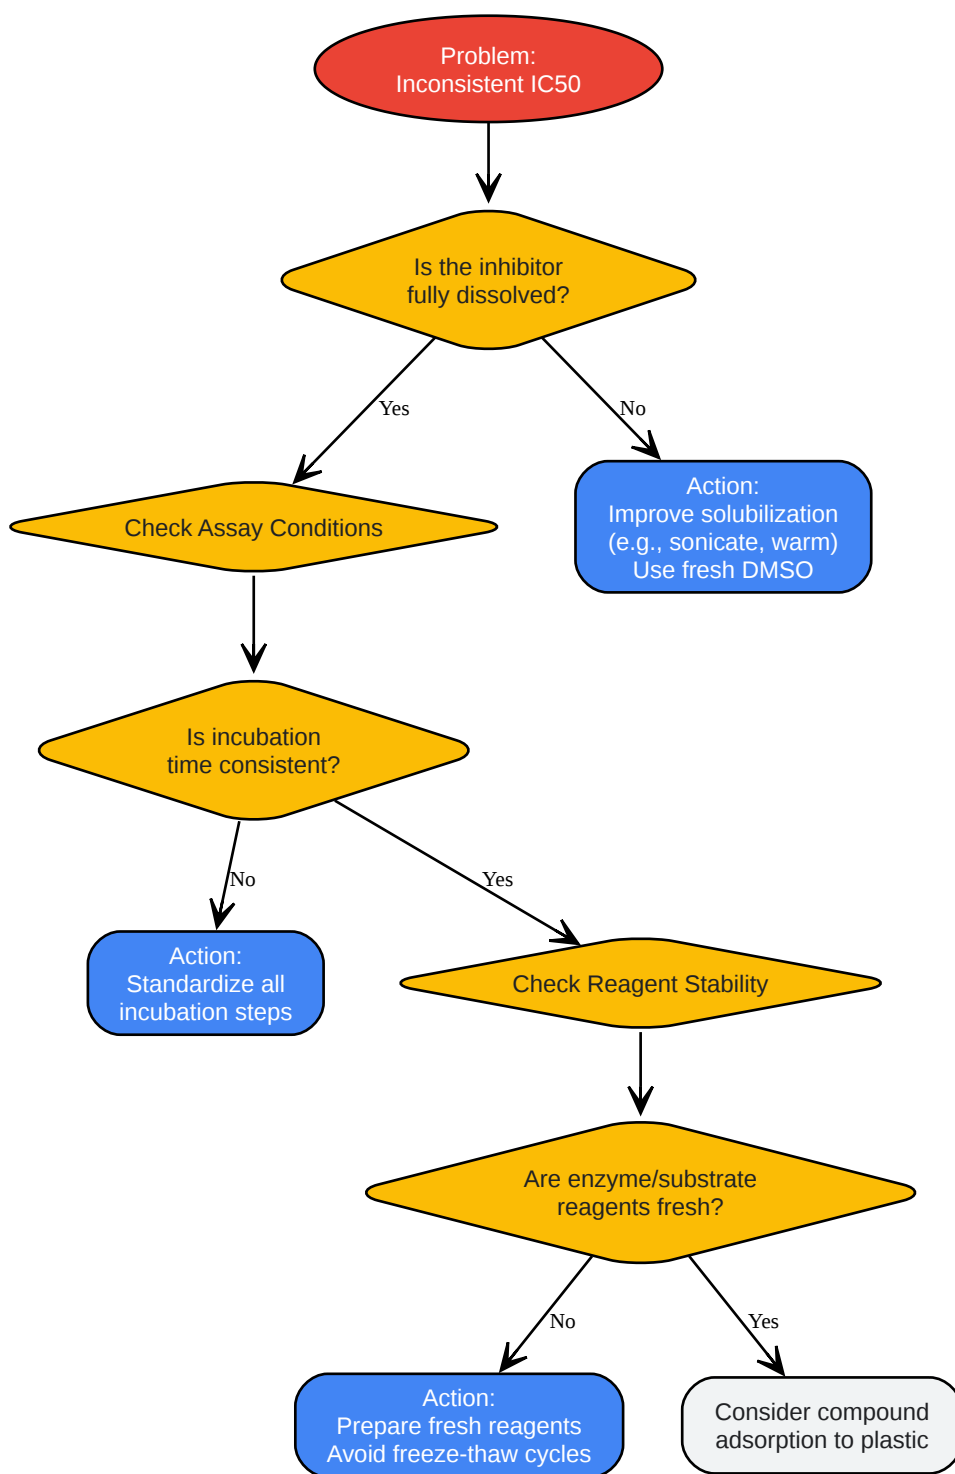 Problem:
Inconsistent IC50
Is the inhibitor
fully dissolved?
Yes
No
Check Assay Conditions
Action:
Improve solubilization
(e.g., sonicate, warm)
Use fresh DMSO
Is incubation
time consistent?
No
Yes
Action:
Standardize all
incubation steps
Check Reagent Stability
Are enzyme/substrate
reagents fresh?
No
Yes
Action:
Prepare fresh reagents
Avoid freeze-thaw cycles
Consider compound
adsorption to plastic